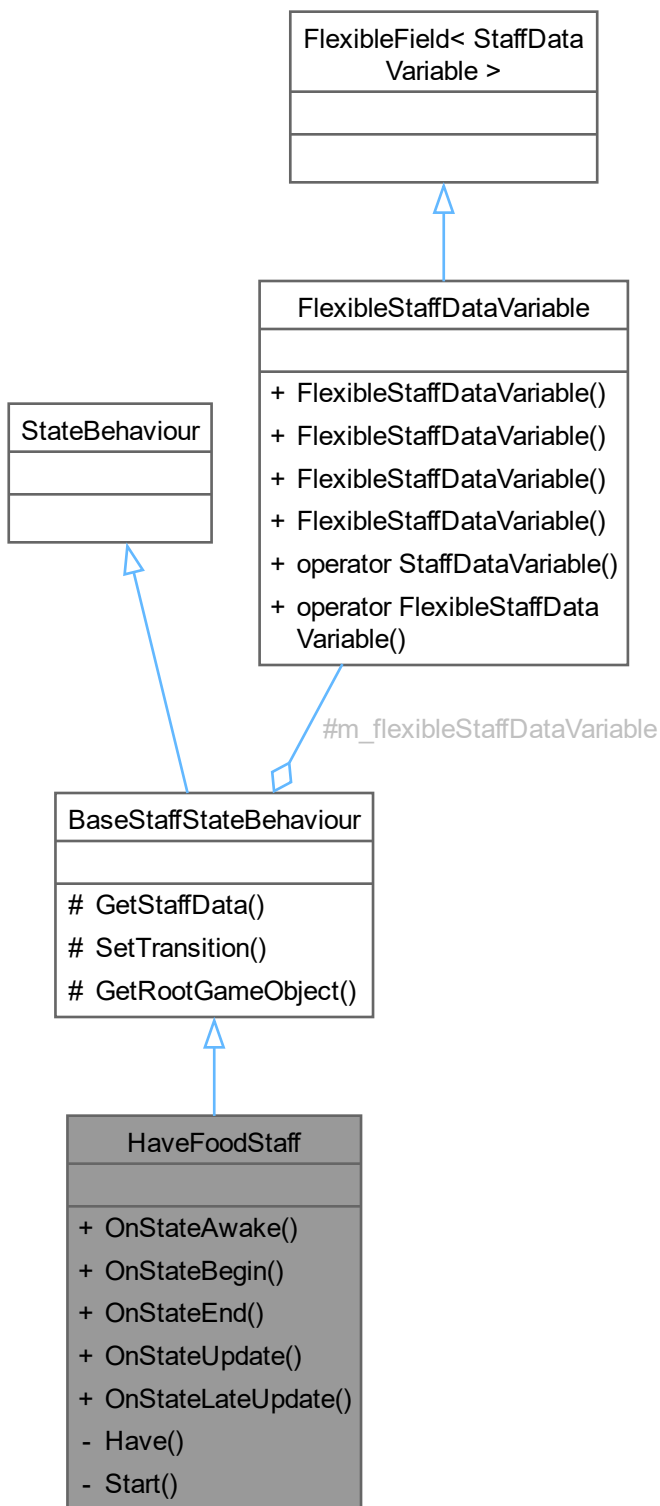 FlexibleField< StaffData
Variable >
FlexibleStaffDataVariable
+ FlexibleStaffDataVariable()
+ FlexibleStaffDataVariable()
+ FlexibleStaffDataVariable()
+ FlexibleStaffDataVariable()
+ operator StaffDataVariable()
+ operator FlexibleStaffData
Variable()
StateBehaviour
#m_flexibleStaffDataVariable
BaseStaffStateBehaviour
# GetStaffData()
# SetTransition()
# GetRootGameObject()
HaveFoodStaff
+ OnStateAwake()
+ OnStateBegin()
+ OnStateEnd()
+ OnStateUpdate()
+ OnStateLateUpdate()
- Have()
- Start()